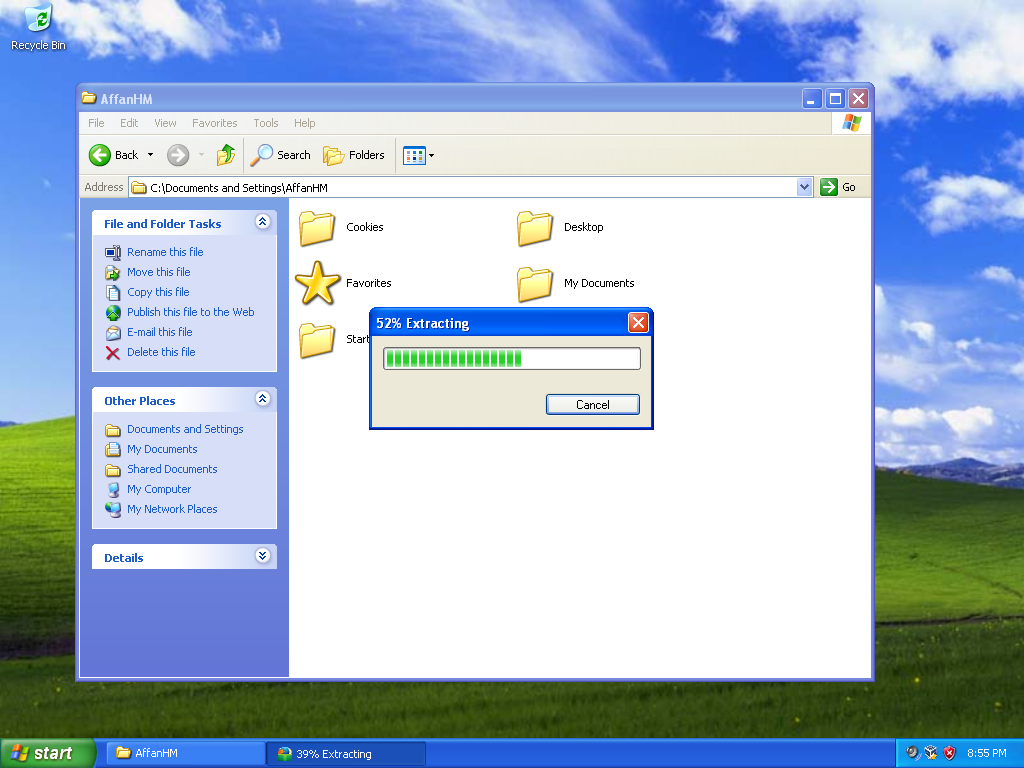 Recycle Bin
AffanHM
File Edit View Favorites Tools Help
Back Search Folders
Address C:\Documents and Settings\AffanHM Go
File and Folder Tasks
Rename this file
Move this file
Copy this file
Publish this file to the Web
E-mail this file
Delete this file
Other Places
Documents and Settings
My Documents
Shared Documents
My Computer
My Network Places
Details
Cookies Desktop
Favorites My Documents
Start
52% Extracting
Cancel
start AffanHM 39% Extracting 8:55 PM